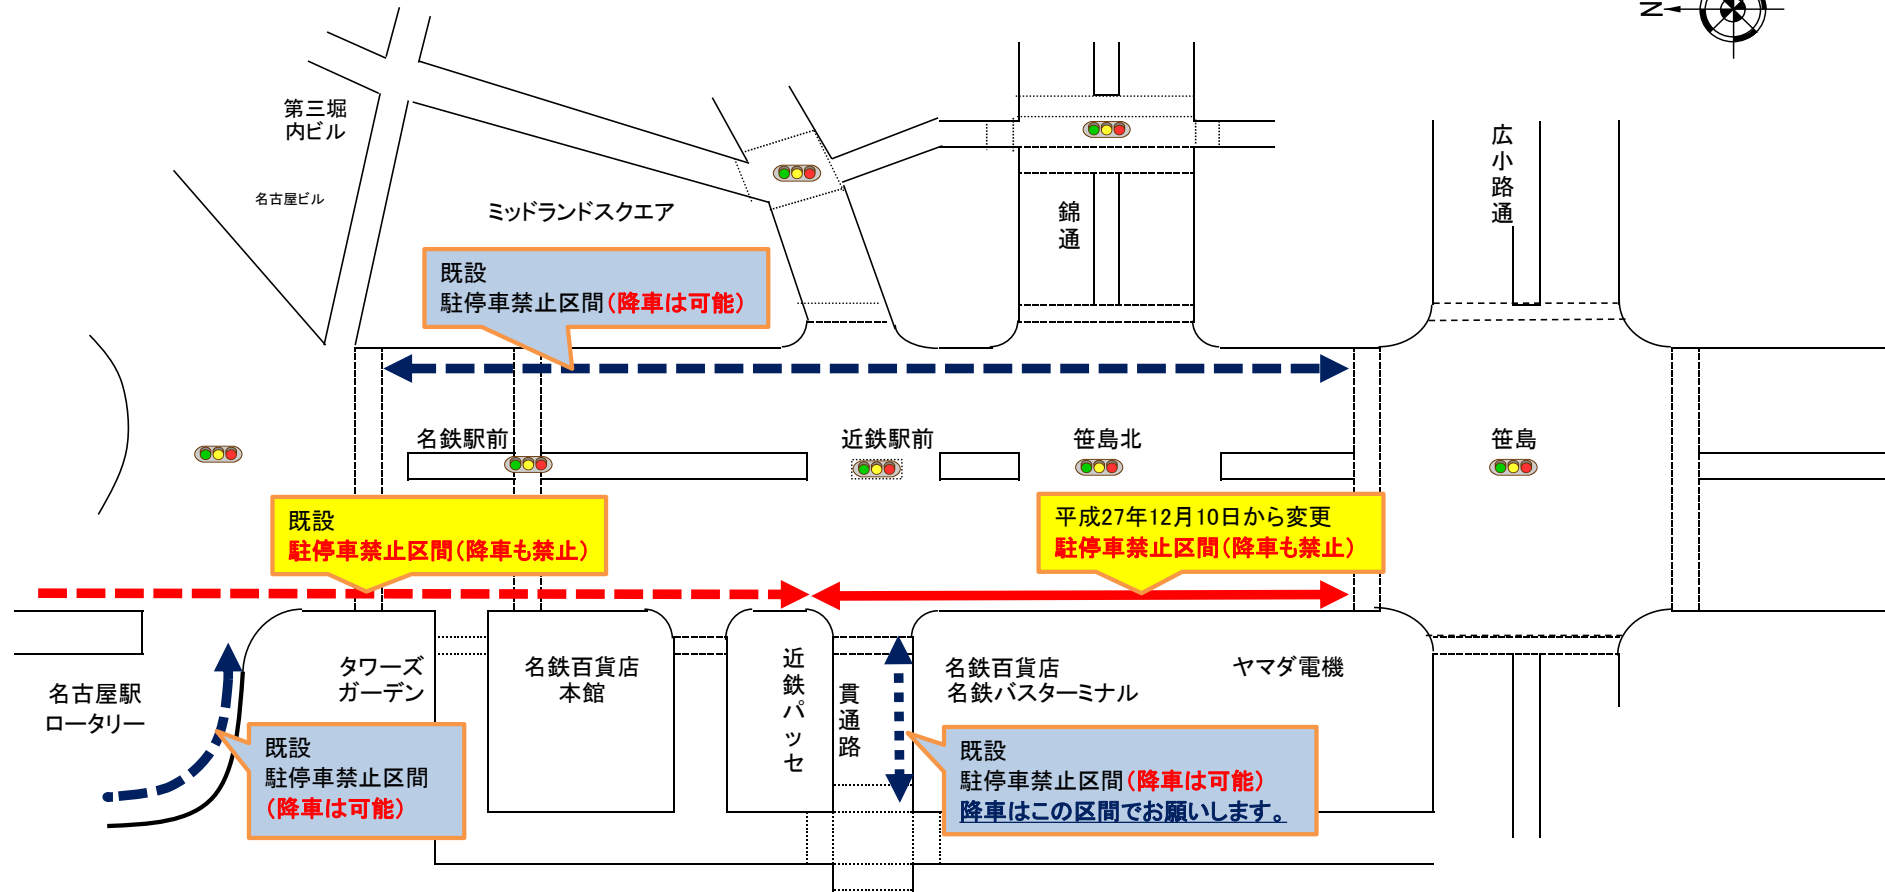 N
第三堀
内ビル
名古屋ビル
ミッドランドスクエア
錦通
広小路通
既設
駐停車禁止区間(降車は可能)
名鉄駅前
近鉄駅前
笹島北
笹島
既設
駐停車禁止区間(降車も禁止)
平成27年12月10日から変更
駐停車禁止区間(降車も禁止)
名古屋駅
ロータリー
タワーズ
ガーデン
名鉄百貨店
本館
近鉄パッセ
貫通路
名鉄百貨店
名鉄バスターミナル
ヤマダ電機
既設
駐停車禁止区間
(降車は可能)
既設
駐停車禁止区間(降車は可能)
降車はこの区間でお願いします。